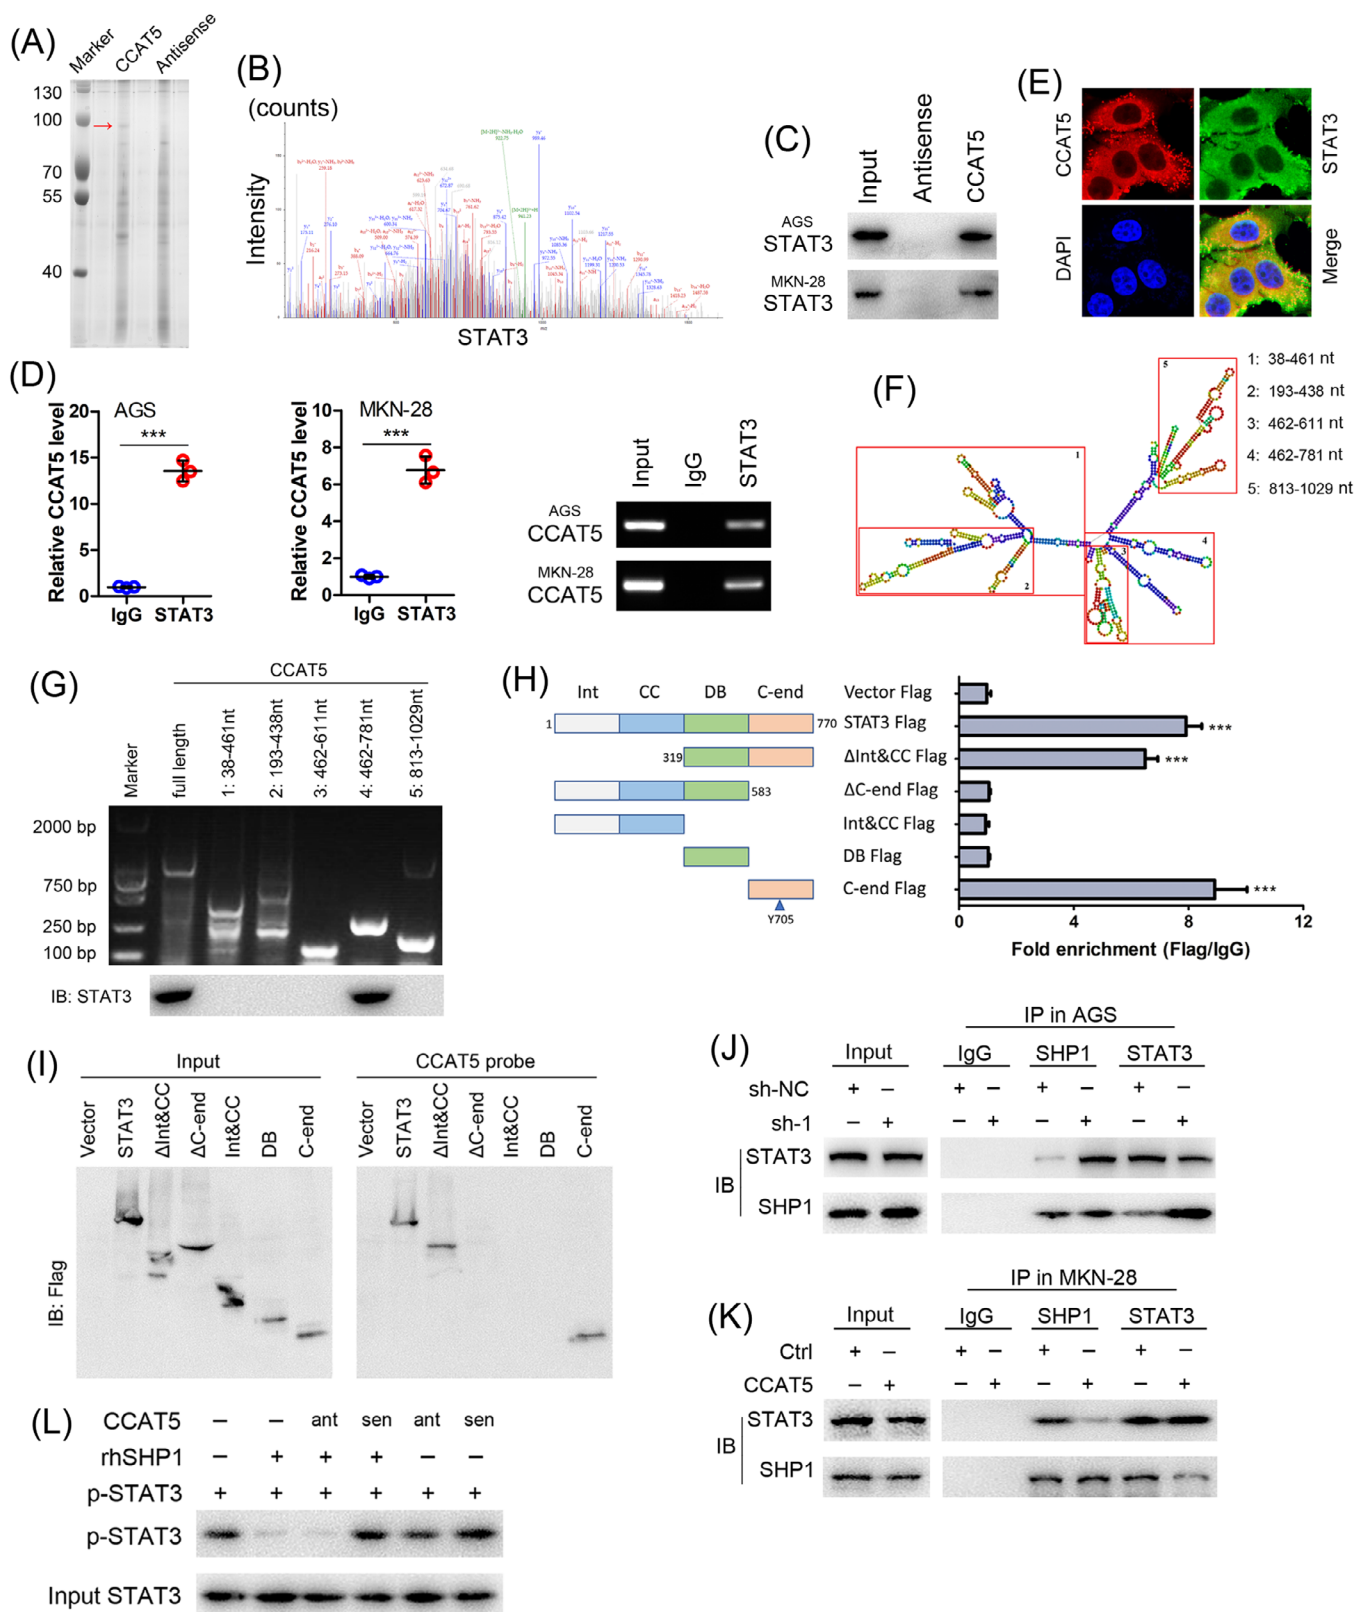 (A)
Marker
CCAT5
Antisense
130
100
70
55
40
(B)
(counts)
Intensity
STAT3
(C)
Input
Antisense
CCAT5
AGS
STAT3
MKN-28
STAT3
(E)
CCAT5
STAT3
DAPI
Merge
(D)
Relative CCAT5 level
20
15
10
5
0
AGS
***
IgG STAT3
Relative CCAT5 level
10
8
6
4
2
0
MKN-28
***
IgG STAT3
Input
IgG
STAT3
AGS
CCAT5
MKN-28
CCAT5
(F)
1
2
3
4
5
1: 38-461 nt
2: 193-438 nt
3: 462-611 nt
4: 462-781 nt
5: 813-1029 nt
(G)
CCAT5
Marker
full length
1: 38-461nt
2: 193-438nt
3: 462-611nt
4: 462-781nt
5: 813-1029nt
2000 bp
750 bp
250 bp
100 bp
IB: STAT3
(H)
Int CC DB C-end
1
770
319
583
Y705
Vector Flag
STAT3 Flag
ΔInt&CC Flag
ΔC-end Flag
Int&CC Flag
DB Flag
C-end Flag
***
***
***
0 4 8 12
Fold enrichment (Flag/IgG)
(I)
Input
CCAT5 probe
Vector
STAT3
ΔInt&CC
ΔC-end
Int&CC
DB
C-end
Vector
STAT3
ΔInt&CC
ΔC-end
Int&CC
DB
C-end
IB: Flag
(J)
IP in AGS
Input IgG SHP1 STAT3
sh-NC + − + − + − + −
sh-1 − + − + − + − +
IB
STAT3
SHP1
(K)
IP in MKN-28
Input IgG SHP1 STAT3
Ctrl + − + − + − + −
CCAT5 − + − + − + − +
IB
STAT3
SHP1
(L)
CCAT5 − − ant sen ant sen
rhSHP1 − + + + − −
p-STAT3 + + + + + +
p-STAT3
Input STAT3